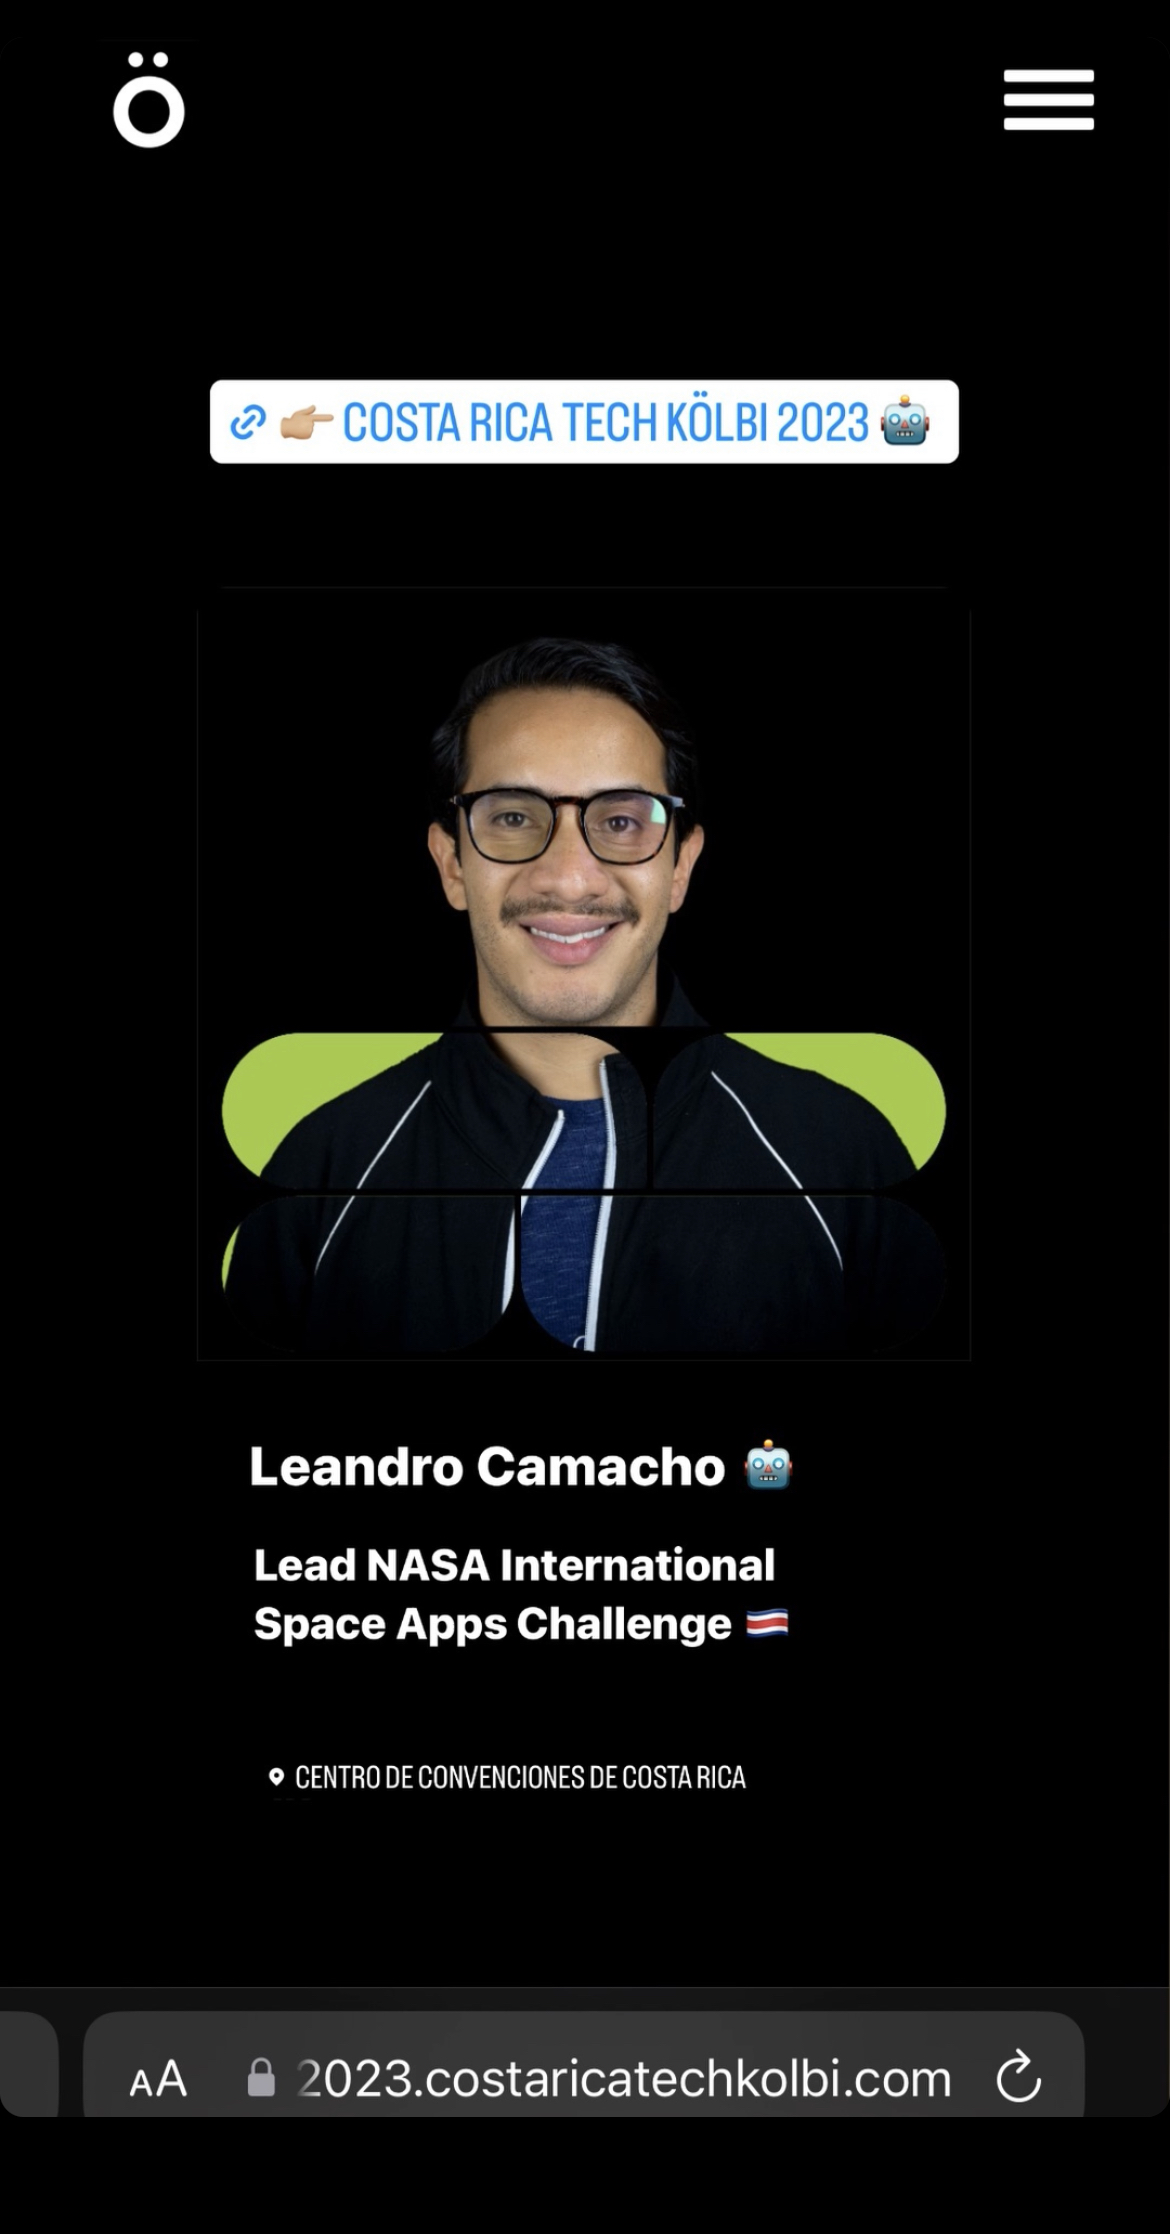 ö
COSTA RICA TECH KÖLBI 2023
Leandro Camacho
Lead NASA International
Space Apps Challenge
CENTRO DE CONVENCIONES DE COSTA RICA
AA 2023.costaricatechkolbi.com